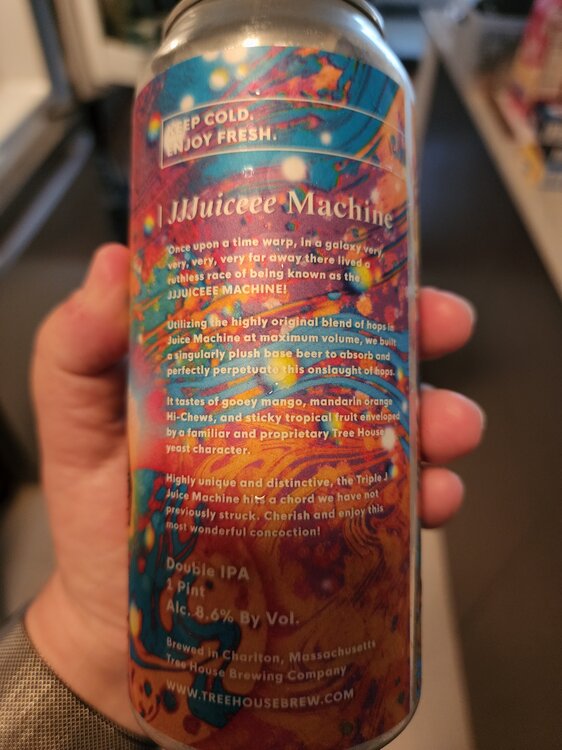 KEEP COLD.
ENJOY FRESH.
JJJuiceee Machine
Once upon a time warp, in a galaxy very,
very, very, very far away there lived a
ruthless race of being known as the
JJJUICEEE MACHINE!
Utilizing the highly original blend of hops in
Juice Machine at maximum volume, we built
a singularly plush base beer to absorb and
perfectly perpetuate this onslaught of hops.
It tastes of gooey mango, mandarin orange
Hi-Chews, and sticky tropical fruit enveloped
by a familiar and proprietary Tree House
yeast character.
Highly unique and distinctive, the Triple J
Juice Machine hits a chord we have not
previously struck. Cherish and enjoy this
most wonderful concoction!
Double IPA
1 Pint
Alc. 8.6% By Vol.
Brewed in Charlton, Massachusetts
Tree House Brewing Company
WWW.TREEHOUSEBREW.COM